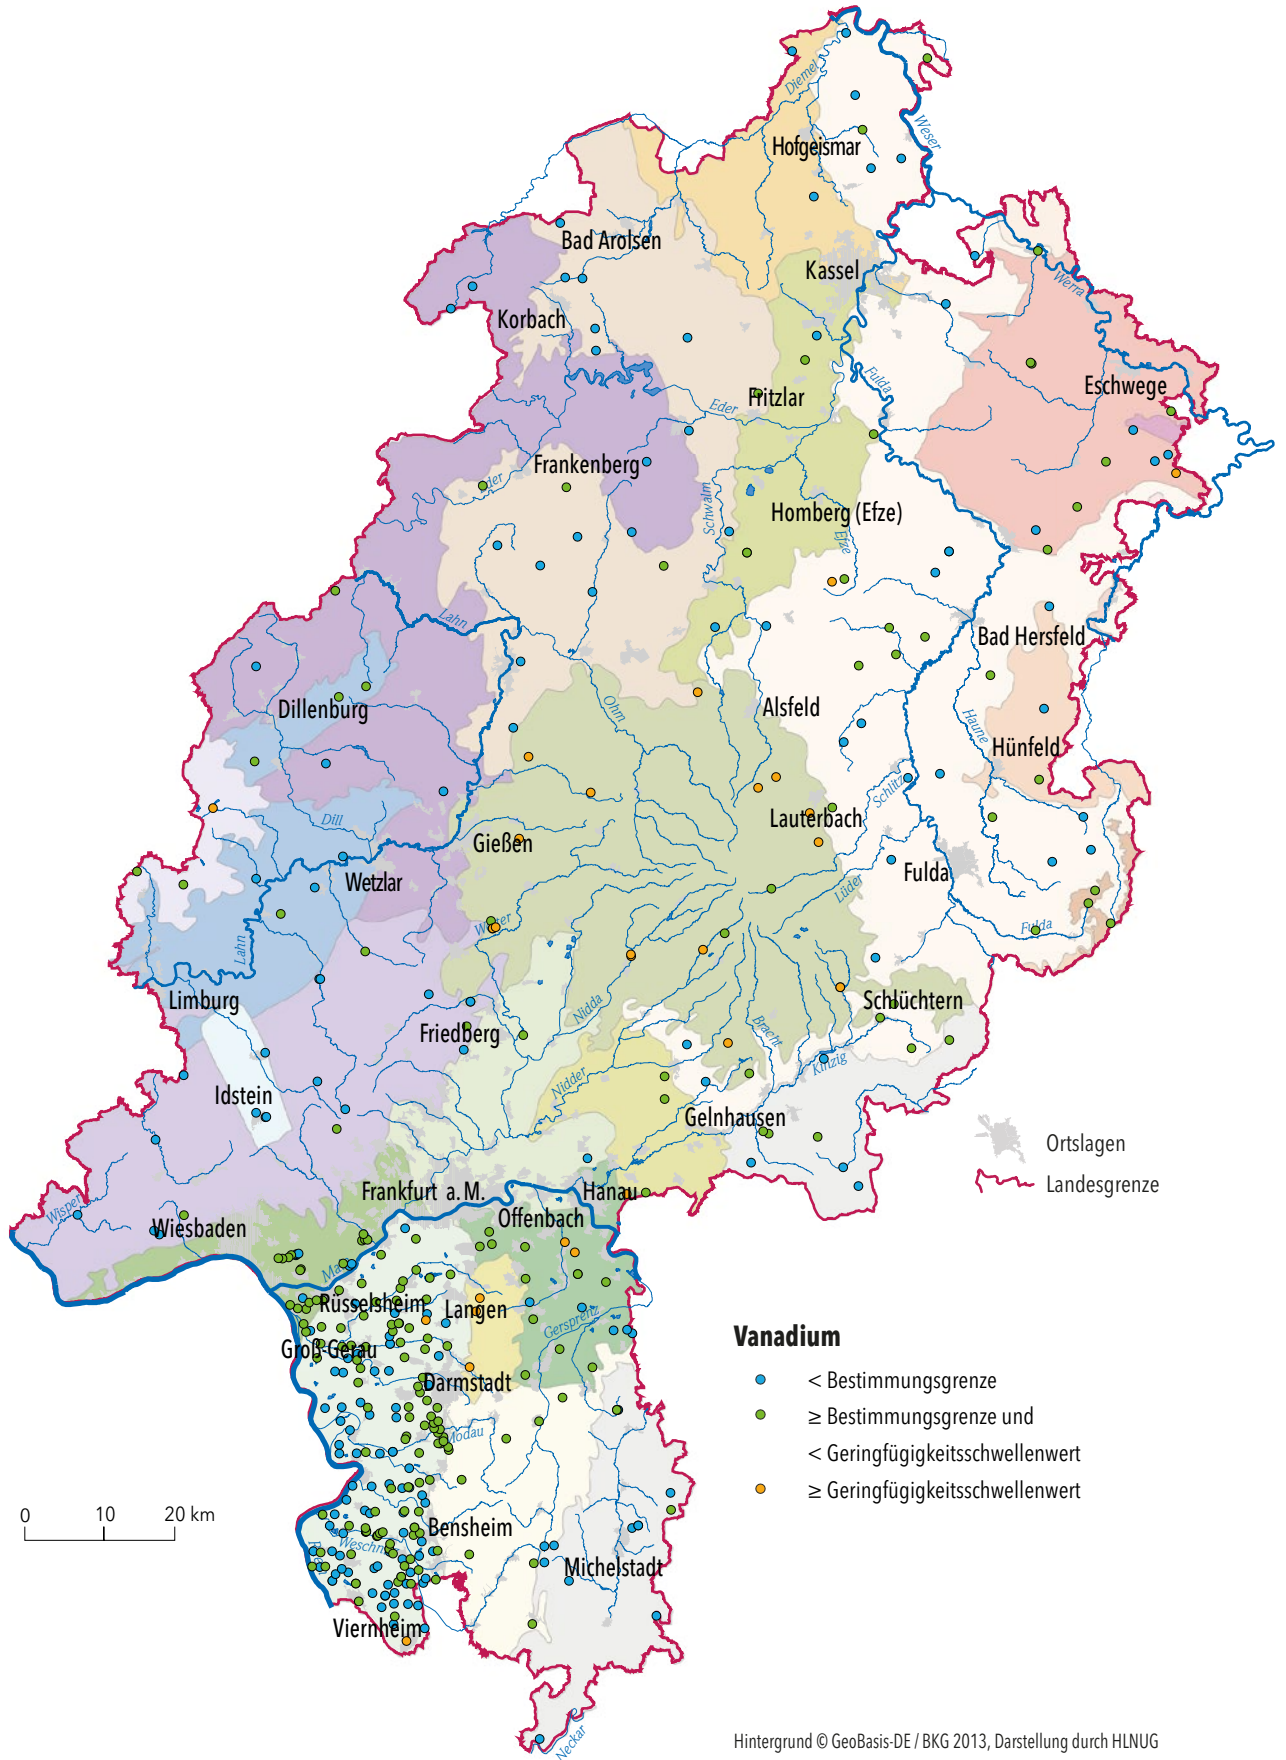 Diemel
Weser
Hofgeismar
Bad Arolsen
Kassel
Werra
Korbach
Fulda
Eschwege
Fritzlar
Eder
Frankenberg
Eder
Schwalm
Homberg (Efze)
Efze
Lahn
Bad Hersfeld
Dillenburg
Ohm
Alsfeld
Haune
Hünfeld
Schlitz
Lauterbach
Dill
Gießen
Wetzlar
Fulda
Lüder
Wetter
Fulda
Lahn
Limburg
Nidda
Schlüchtern
Friedberg
Bracht
Kinzig
Idstein
Nidder
Gelnhausen
Ortslagen
Landesgrenze
Wisper
Frankfurt a.M.
Hanau
Wiesbaden
Offenbach
Main
Rüsselsheim
Langen
Gersprenz
Groß-Gerau
Darmstadt
Modau
Vanadium
< Bestimmungsgrenze
≥ Bestimmungsgrenze und
< Geringfügigkeitsschwellenwert
≥ Geringfügigkeitsschwellenwert
0 10 20 km
Bensheim
Weschnitz
Rhein
Michelstadt
Viernheim
Neckar
Hintergrund © GeoBasis-DE / BKG 2013, Darstellung durch HLNUG